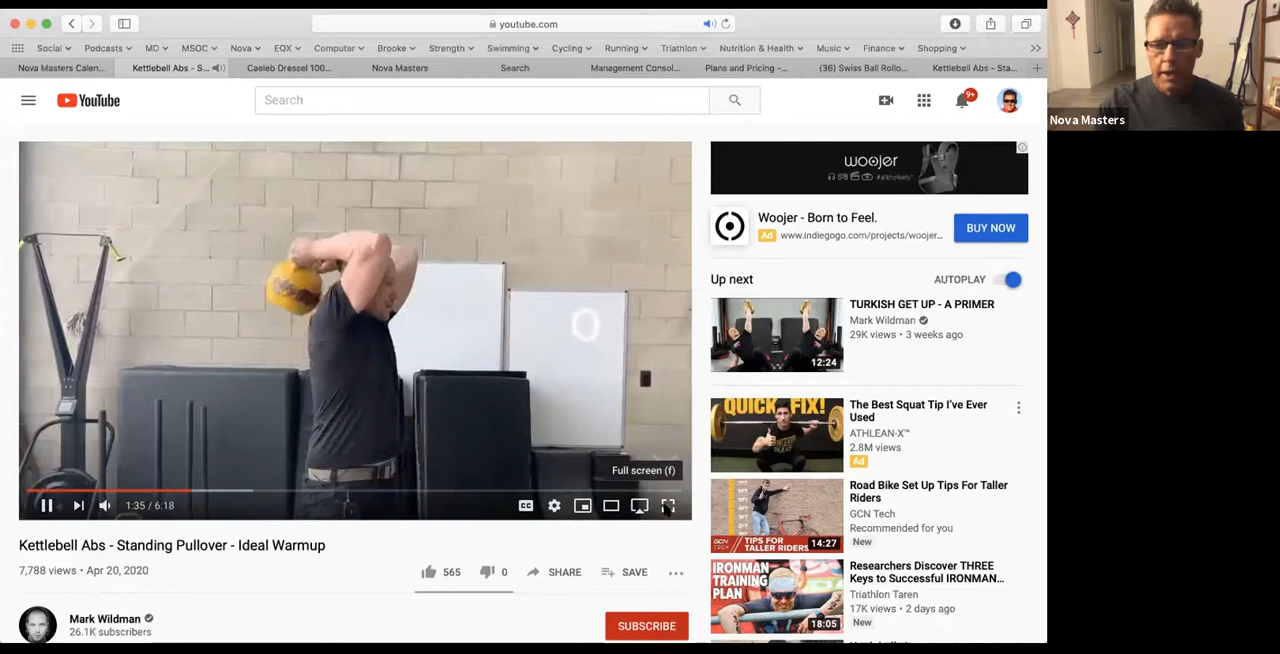 youtube.com
Social Podcasts MD MSOC Nova EQX Computer Brooke Strength Swimming Cycling Running Triathlon Nutrition & Health Music Finance Shopping >>
Nova Masters Calen... Kettlebell Abs - S... Caeleb Dressel 100... Nova Masters Search Management Consol... Plans and Pricing -... (36) Swiss Ball Rollo... Kettlebell Abs - Sta... +
YouTube
Search
9+
Nova Masters
woojer
#allthefeels
Woojer - Born to Feel.
Ad www.indiegogo.com/projects/woojer...
BUY NOW
Up next
AUTOPLAY
TURKISH GET UP - A PRIMER
Mark Wildman
29K views • 3 weeks ago
12:24
QUICK FIX!
The Best Squat Tip I've Ever
Used
ATHLEAN-X™
2.8M views
Ad
Road Bike Set Up Tips For Taller
Riders
GCN Tech
Recommended for you
New
GCN
TECH
TIPS FOR
TALLER RIDERS
14:27
Researchers Discover THREE
Keys to Successful IRONMAN...
Triathlon Taren
17K views • 2 days ago
New
IRONMAN
TRAINING
PLAN
18:05
Full screen (f)
1:35 / 6:18
CC
Kettlebell Abs - Standing Pullover - Ideal Warmup
7,788 views • Apr 20, 2020
565
0
SHARE
SAVE
Mark Wildman
26.1K subscribers
SUBSCRIBE